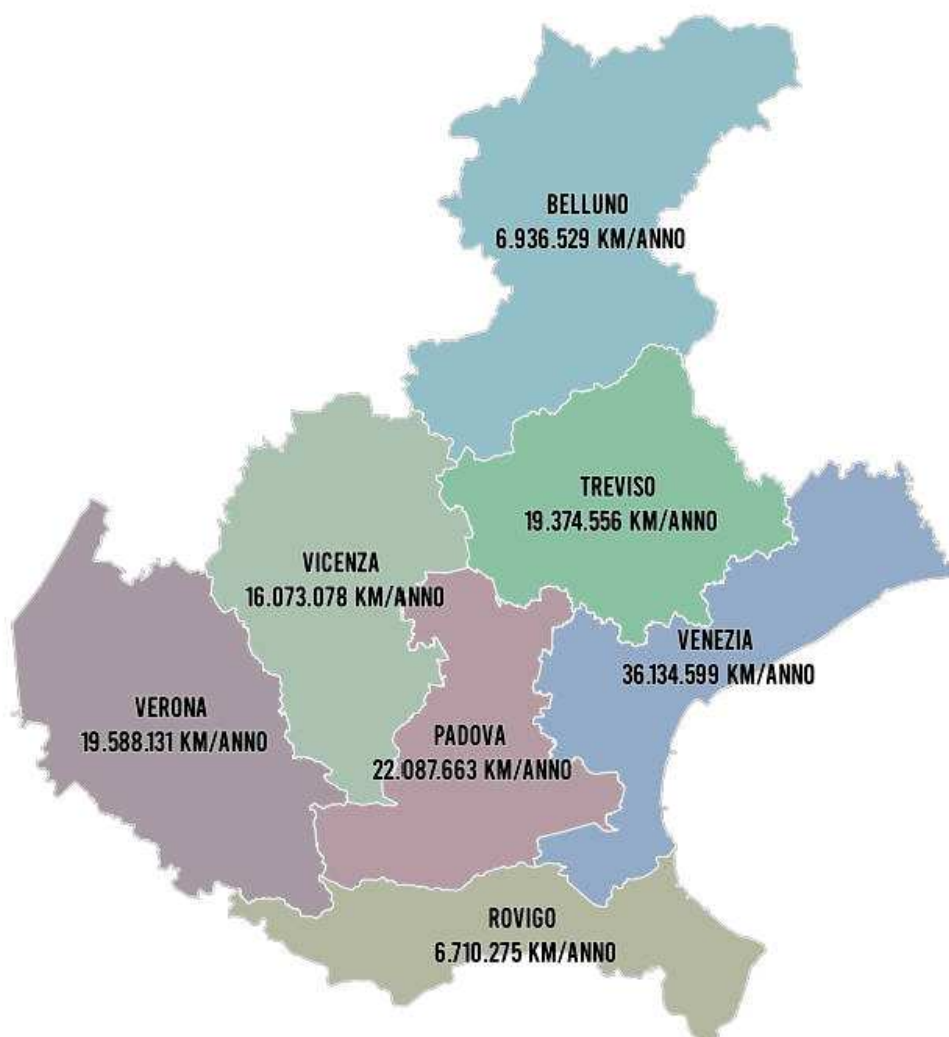 BELLUNO
6.936.529 KM/ANNO
TREVISO
19.374.556 KM/ANNO
VICENZA
16.073.078 KM/ANNO
VENEZIA
36.134.599 KM/ANNO
VERONA
19.588.131 KM/ANNO
PADOVA
22.087.663 KM/ANNO
ROVIGO
6.710.275 KM/ANNO